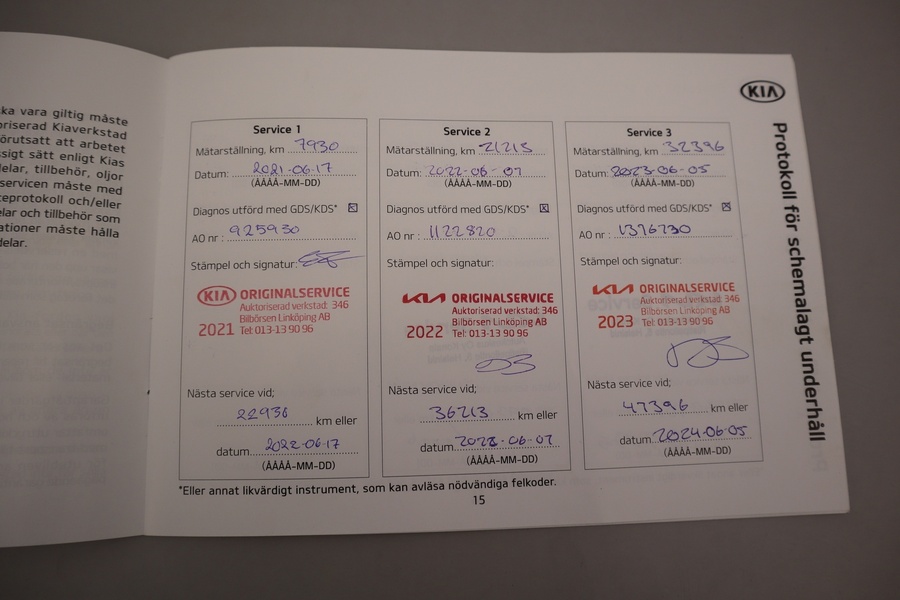 ka vara giltig måste
oriserad Kiaverkstad
örutsatt att arbetet
ssigt sätt enligt Kias
delar, tillbehör, oljor
servicen måste med
eprotokoll och/eller
elar och tillbehör som
ationer måste hålla
delar.
KIA
Protokoll för schemalagt underhåll
Service 1
Mätarställning, km 7930
Datum: 2021-06-17
(ÅÅÅÅ-MM-DD)
Diagnos utförd med GDS/KDS*
AO nr : 925930
Stämpel och signatur:
KIA ORIGINALSERVICE
Auktoriserad verkstad: 346
Bilbörsen Linköping AB
2021 Tel: 013-13 90 96
Nästa service vid;
22930 km eller
datum 2022-06-17
(ÅÅÅÅ-MM-DD)
Service 2
Mätarställning, km 21213
Datum: 2022-06-07
(ÅÅÅÅ-MM-DD)
Diagnos utförd med GDS/KDS*
AO nr : 1122820
Stämpel och signatur:
KIA ORIGINALSERVICE
Auktoriserad verkstad: 346
Bilbörsen Linköping AB
2022 Tel: 013-13 90 96
Nästa service vid;
36213 km eller
datum 2023-06-07
(ÅÅÅÅ-MM-DD)
Service 3
Mätarställning, km 32396
Datum: 2023-06-05
(ÅÅÅÅ-MM-DD)
Diagnos utförd med GDS/KDS*
AO nr : 1376730
Stämpel och signatur:
KIA ORIGINALSERVICE
Auktoriserad verkstad: 346
Bilbörsen Linköping AB
2023 Tel: 013-13 90 96
Nästa service vid;
47396 km eller
datum 2024-06-05
(ÅÅÅÅ-MM-DD)
*Eller annat likvärdigt instrument, som kan avläsa nödvändiga felkoder.
15